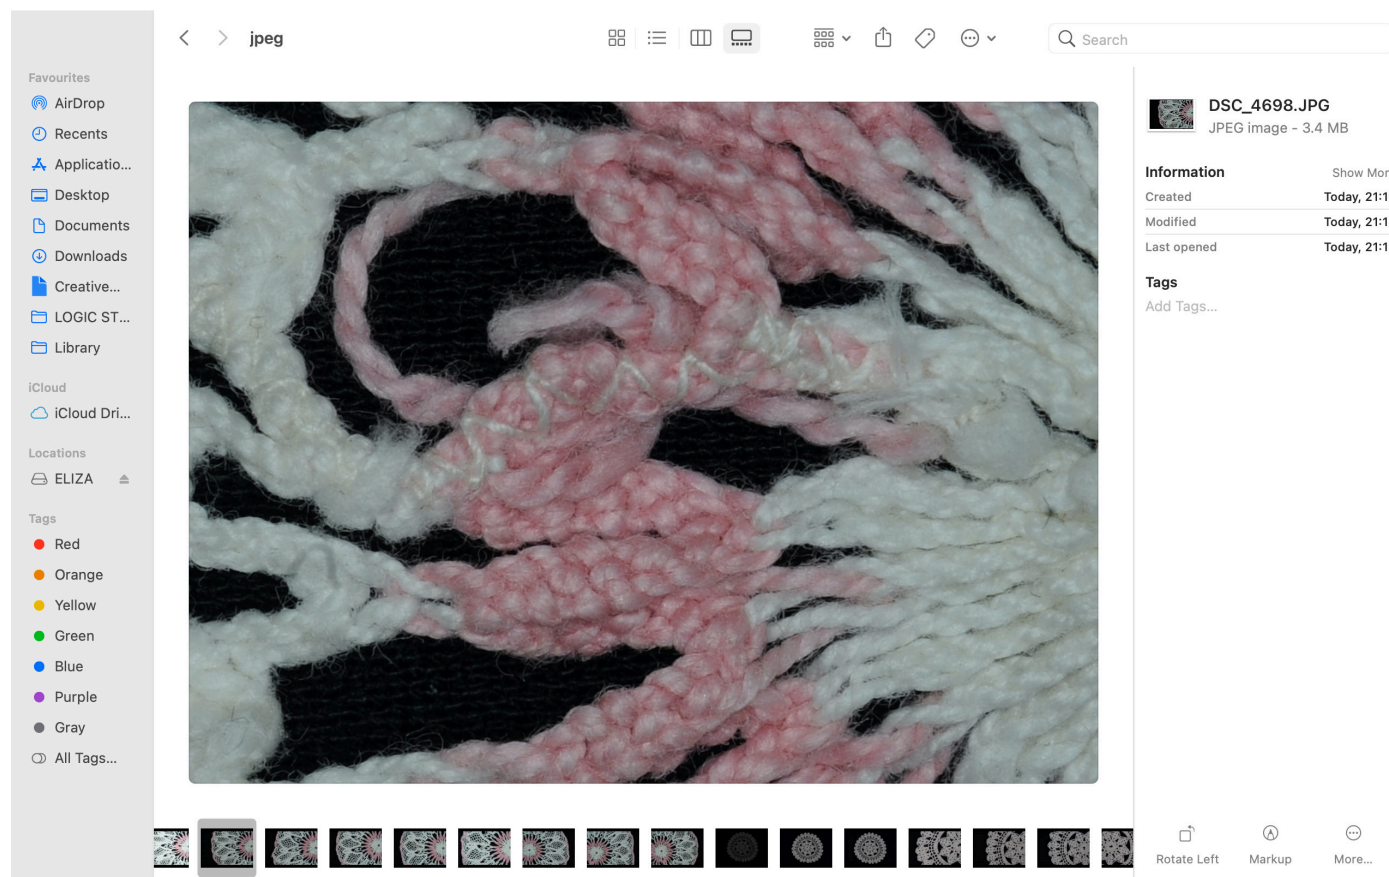 jpeg
Search
Favourites
AirDrop
Recents
Applicatio...
Desktop
Documents
Downloads
Creative...
LOGIC ST...
Library
iCloud
iCloud Dri...
Locations
ELIZA
Tags
Red
Orange
Yellow
Green
Blue
Purple
Gray
All Tags...
DSC_4698.JPG
JPEG image - 3.4 MB
Information Show Mor
Created Today, 21:1
Modified Today, 21:1
Last opened Today, 21:1
Tags
Add Tags...
Rotate Left Markup More...